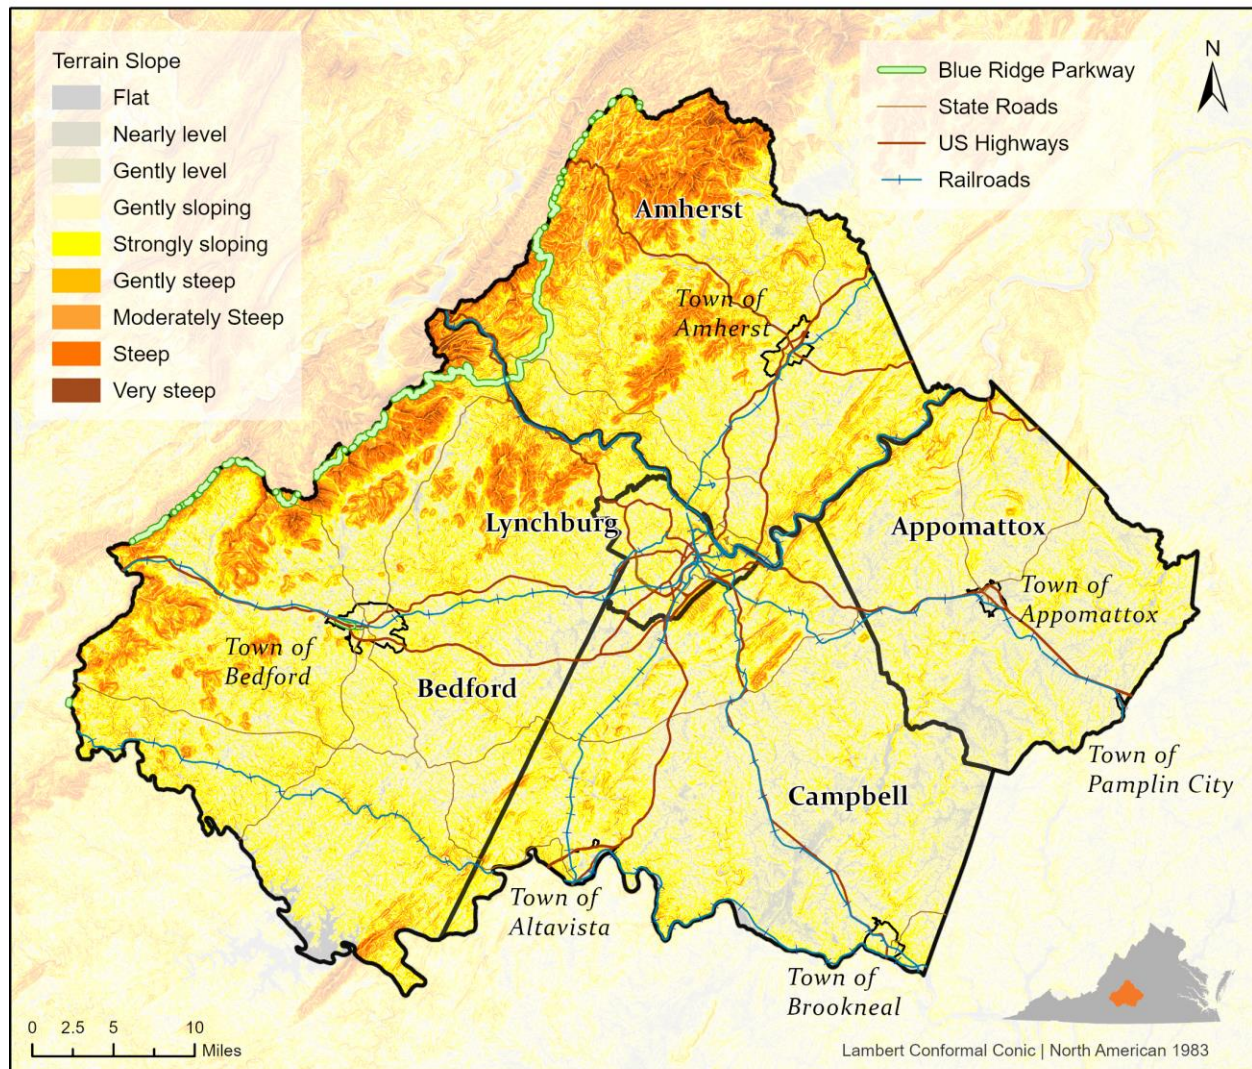 Terrain Slope
Flat
Nearly level
Gently level
Gently sloping
Strongly sloping
Gently steep
Moderately Steep
Steep
Very steep
Blue Ridge Parkway
State Roads
US Highways
Railroads
N
Amherst
Town of
Amherst
Lynchburg
Appomattox
Town of
Appomattox
Town of
Bedford
Bedford
Town of
Pamplin City
Campbell
Town of
Altavista
Town of
Brookneal
0 2.5 5 10
Miles
Lambert Conformal Conic | North American 1983